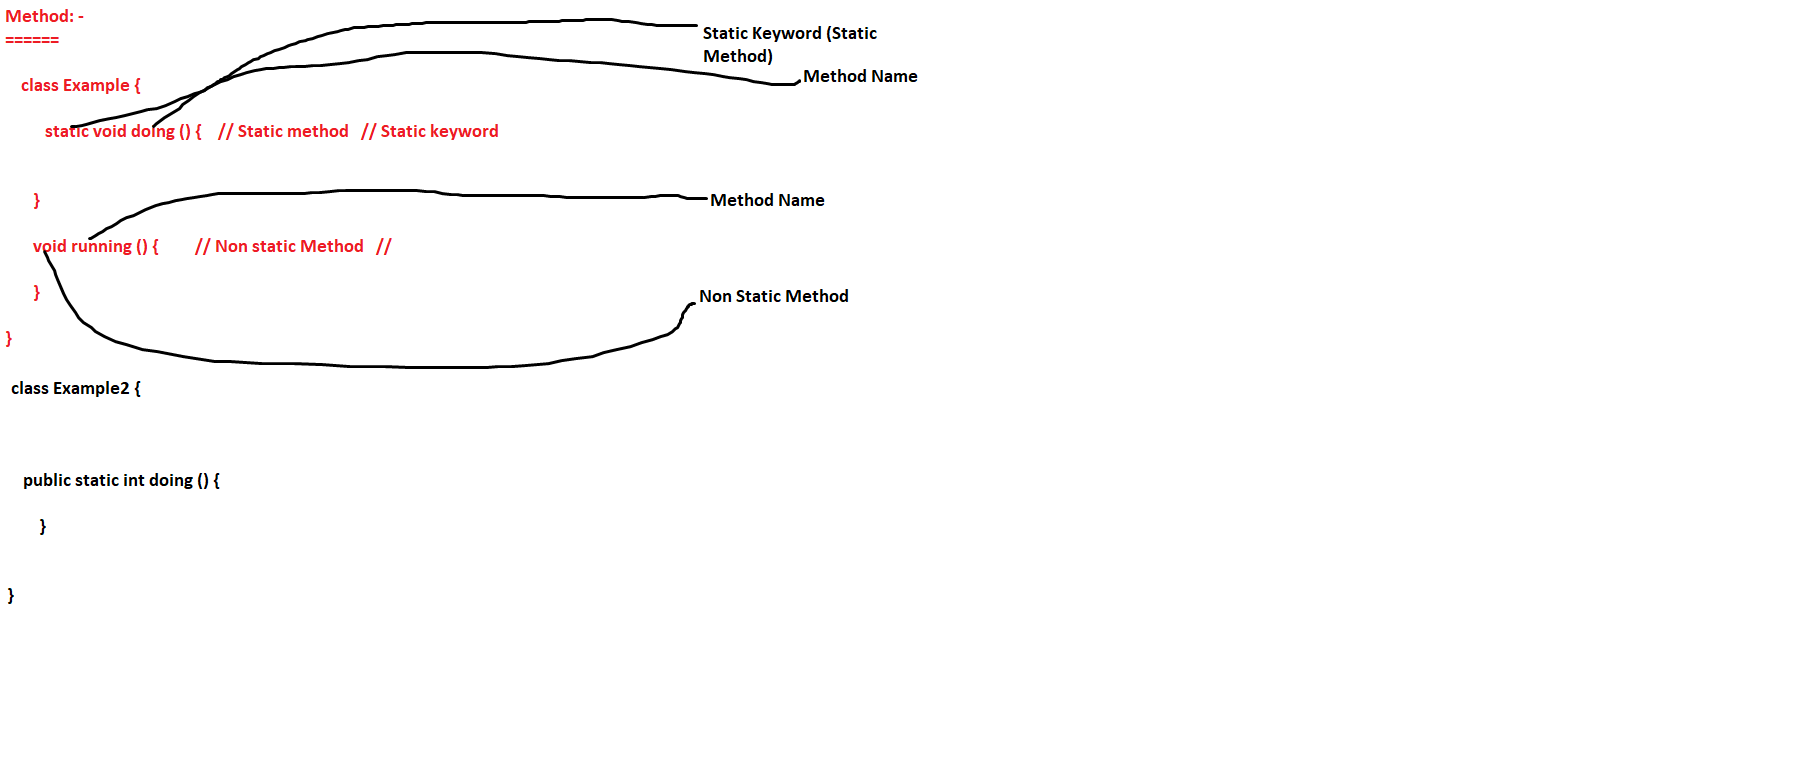 Method: -
======
Static Keyword (Static
Method)
Method Name
class Example {
static void doing () { // Static method // Static keyword
}
Method Name
void running () { // Non static Method //
}
Non Static Method
}
class Example2 {
public static int doing () {
}
}